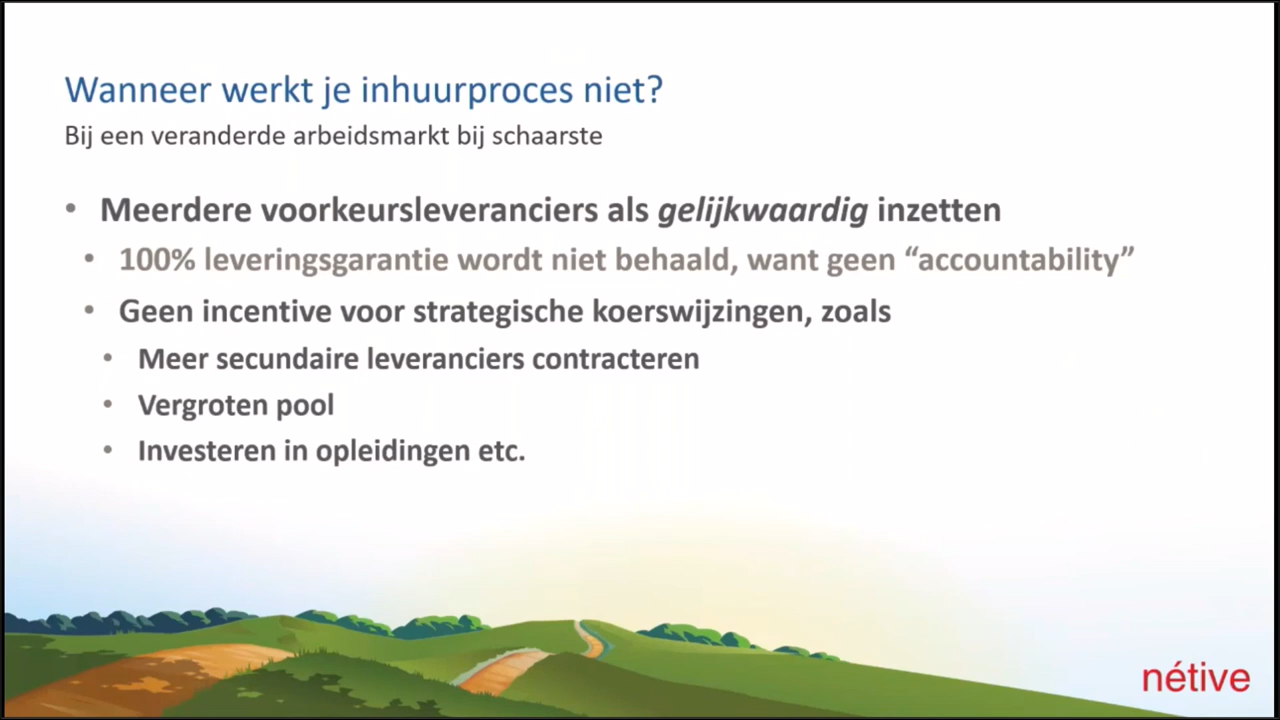 Wanneer werkt je inhuurproces niet?
Bij een veranderde arbeidsmarkt bij schaarste
• Meerdere voorkeursleveranciers als gelijkwaardig inzetten
• 100% leveringsgarantie wordt niet behaald, want geen “accountability”
• Geen incentive voor strategische koerswijzingen, zoals
• Meer secundaire leveranciers contracteren
• Vergroten pool
• Investeren in opleidingen etc.
nétive